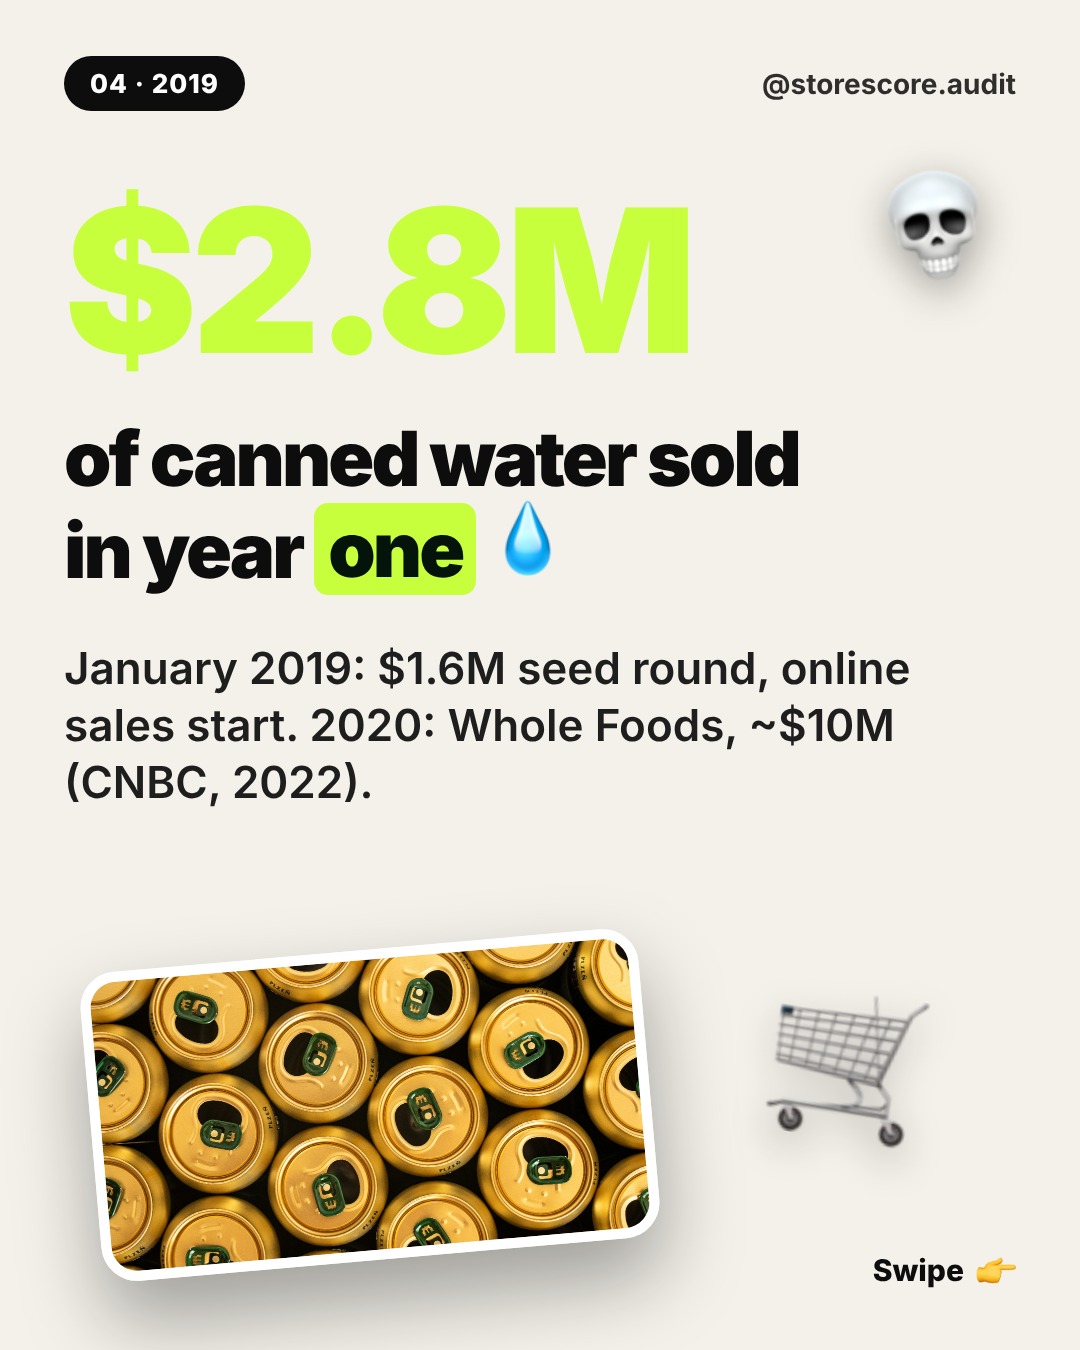 04 · 2019
@storescore.audit
$2.8M
of canned water sold
in year one
January 2019: $1.6M seed round, online
sales start. 2020: Whole Foods, ~$10M
(CNBC, 2022).
PLZEŇ
Swipe